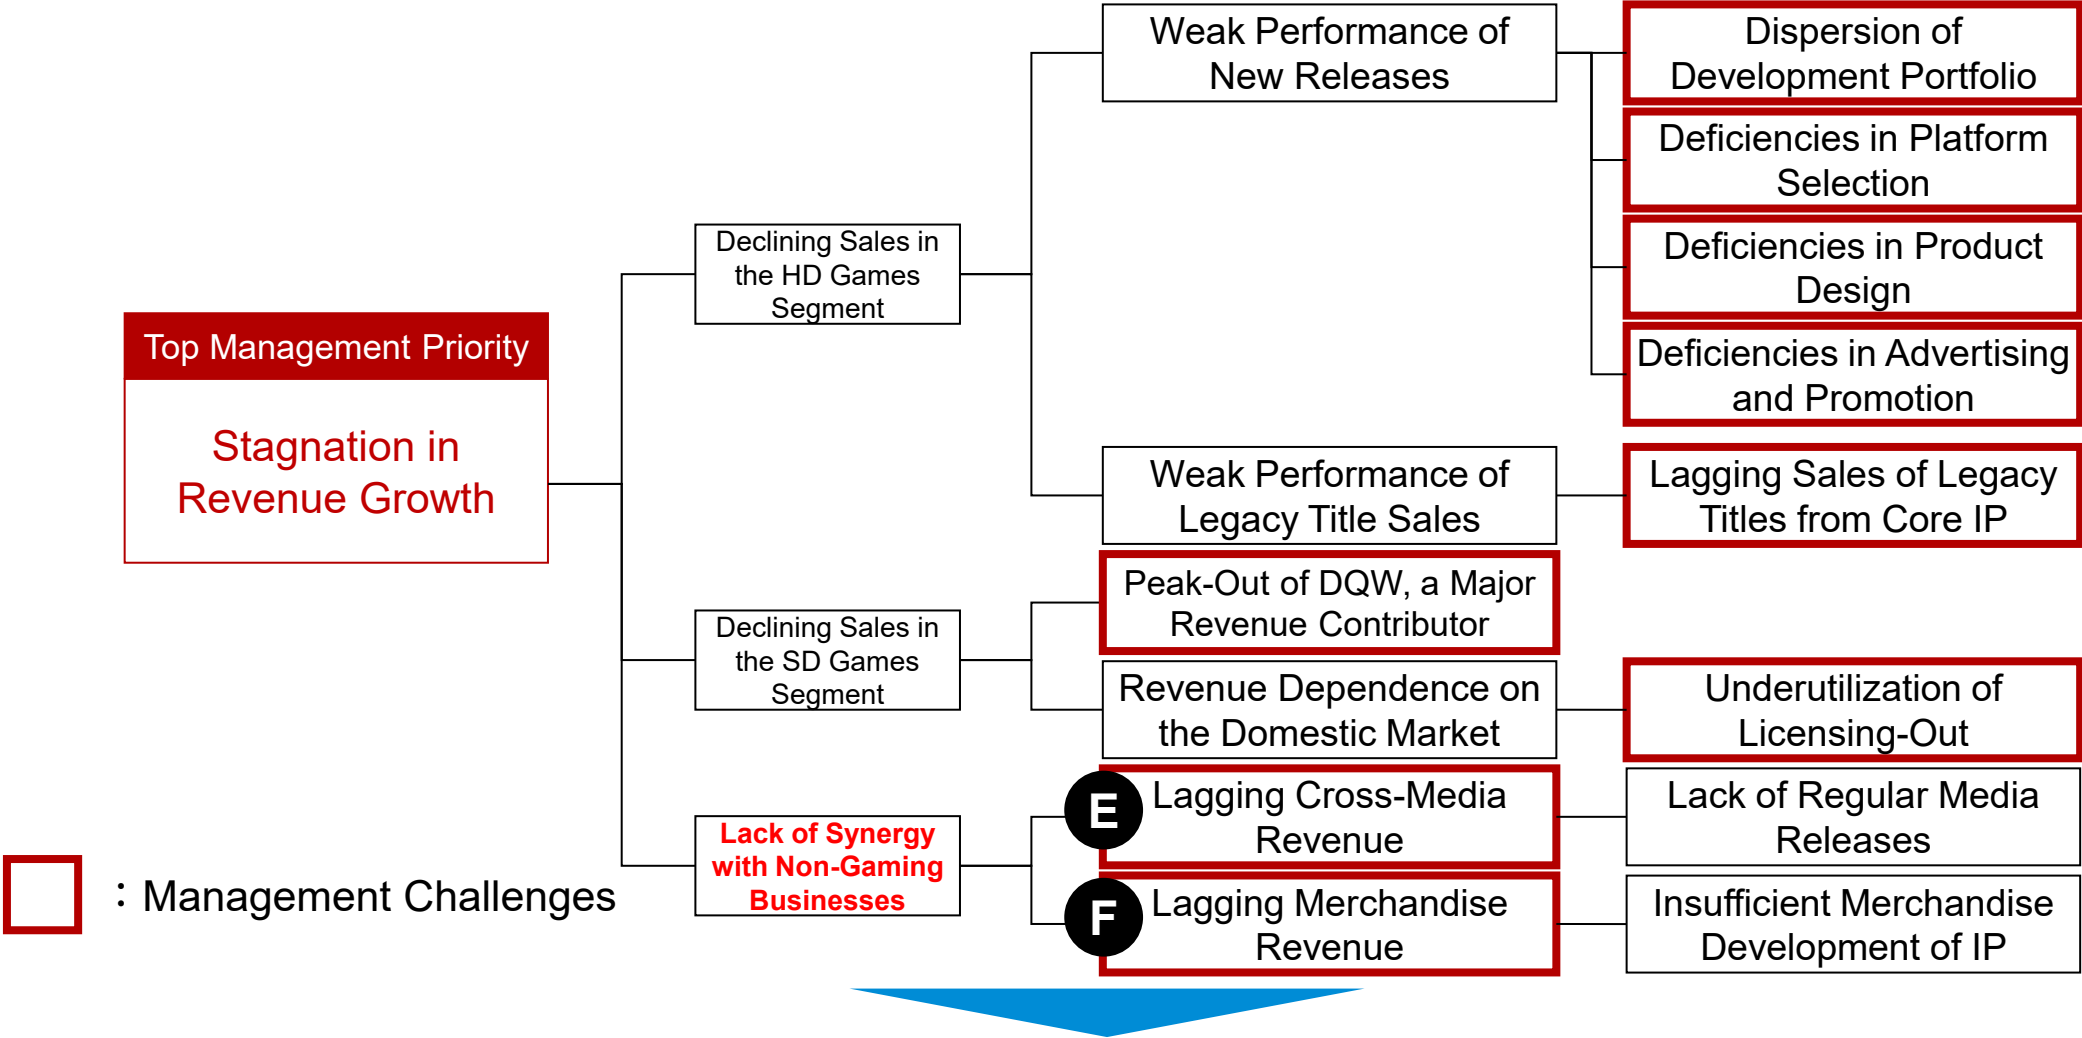 Top Management Priority
Stagnation in
Revenue Growth
Declining Sales in
the HD Games
Segment
Weak Performance of
New Releases
Dispersion of
Development Portfolio
Deficiencies in Platform
Selection
Deficiencies in Product
Design
Deficiencies in Advertising
and Promotion
Weak Performance of
Legacy Title Sales
Lagging Sales of Legacy
Titles from Core IP
Declining Sales in
the SD Games
Segment
Peak-Out of DQW, a Major
Revenue Contributor
Revenue Dependence on
the Domestic Market
Underutilization of
Licensing-Out
Lack of Synergy
with Non-Gaming
Businesses
E
Lagging Cross-Media
Revenue
Lack of Regular Media
Releases
F
Lagging Merchandise
Revenue
Insufficient Merchandise
Development of IP
：Management Challenges